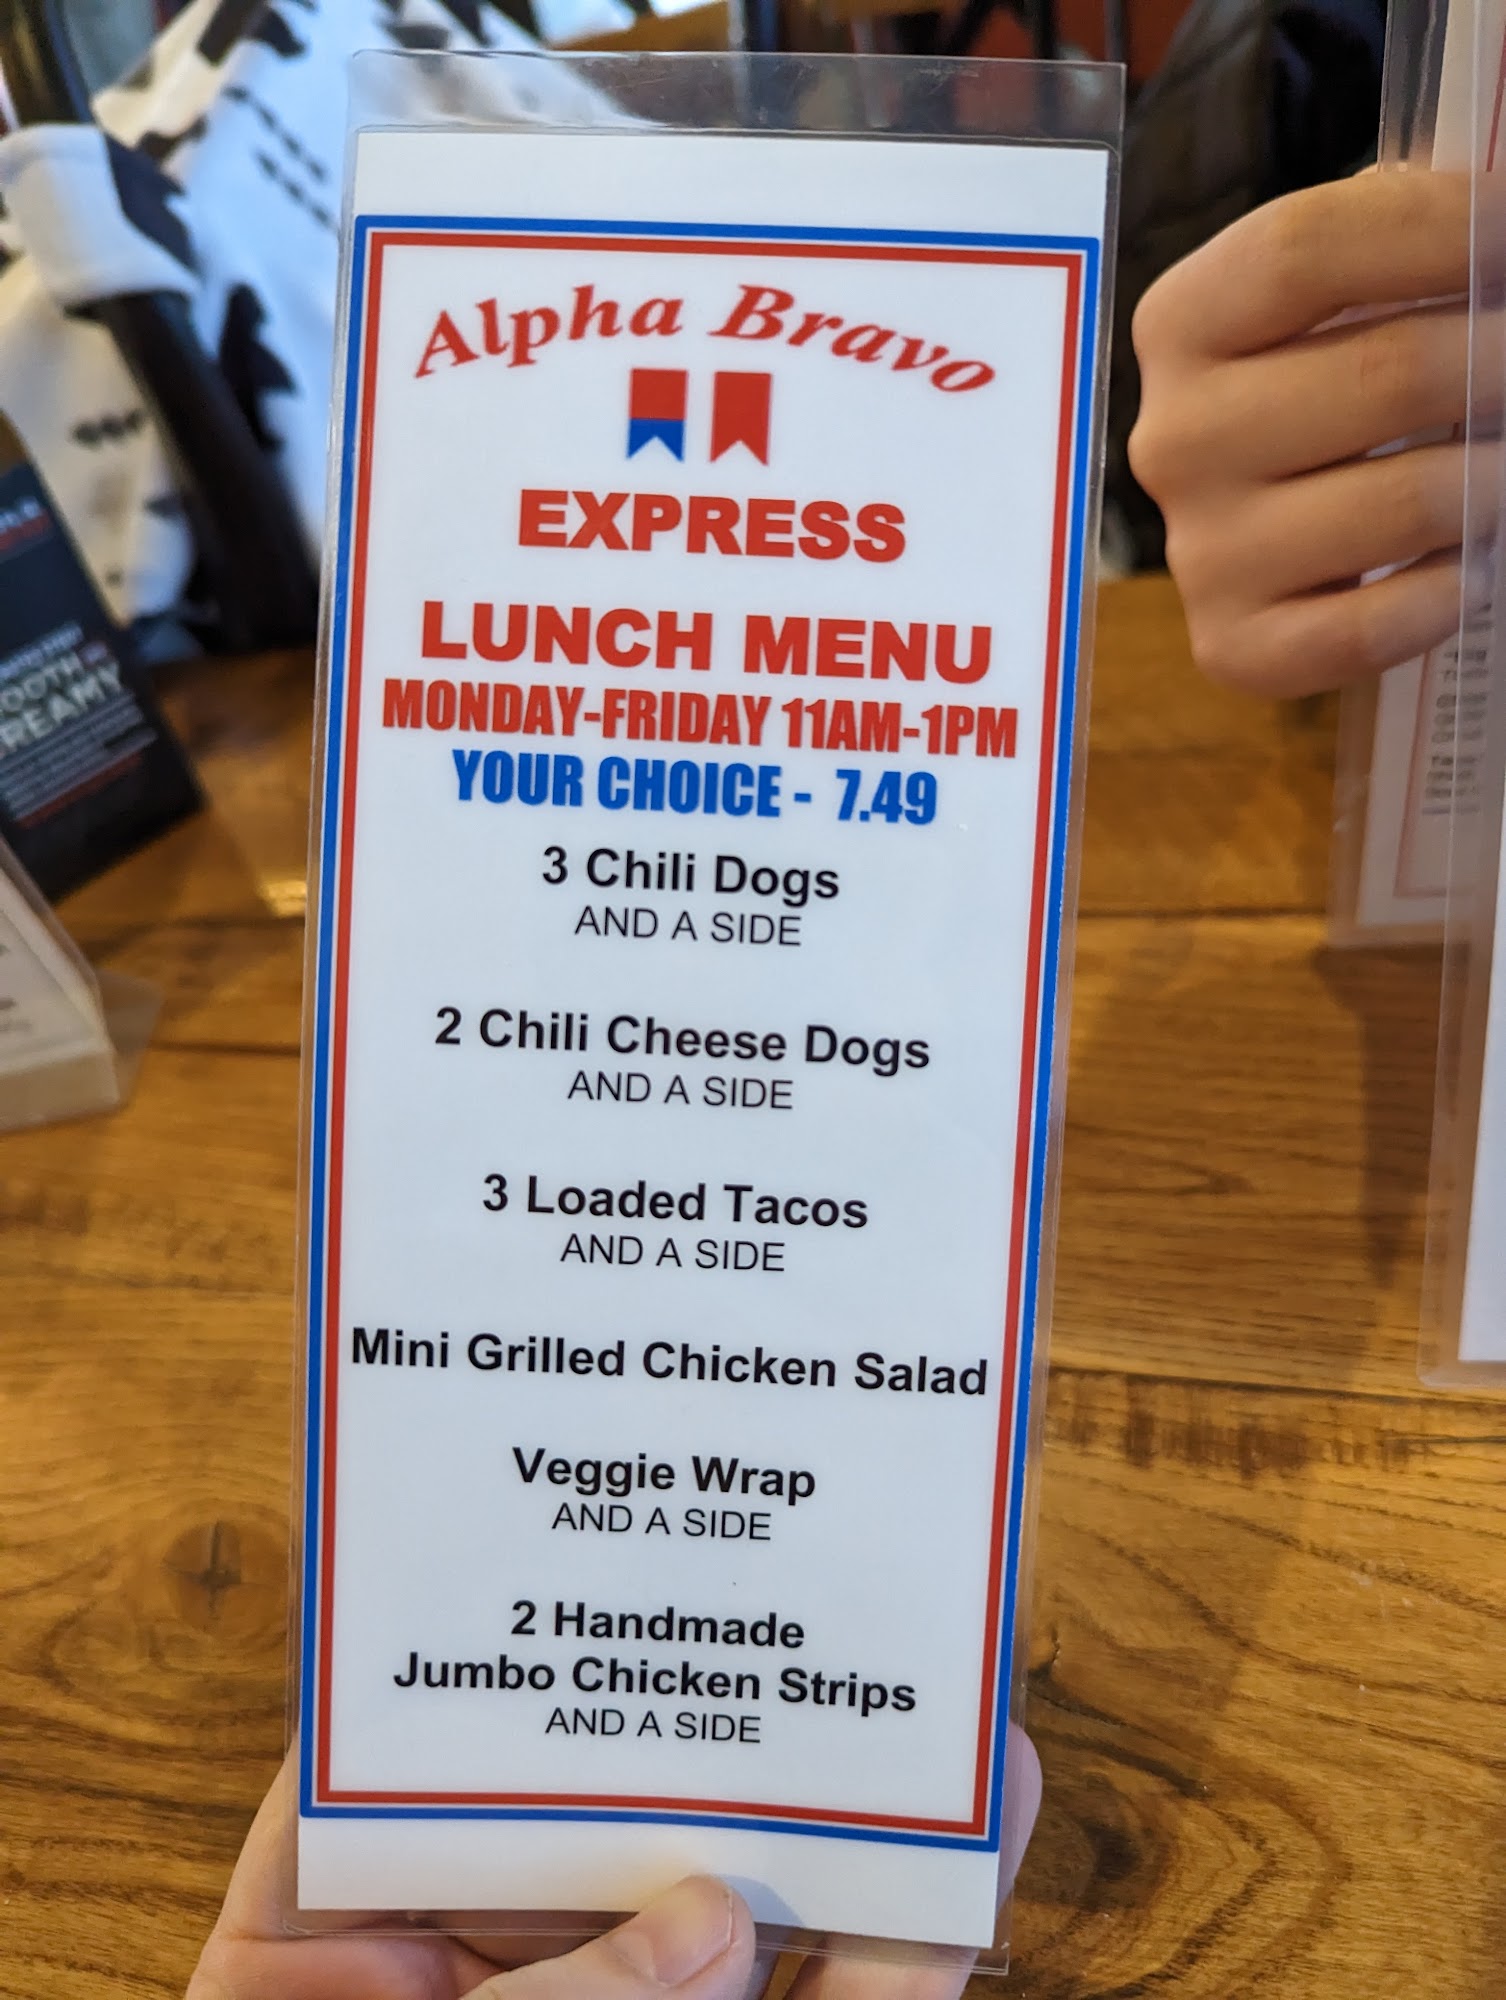 Alpha Bravo
EXPRESS
LUNCH MENU
MONDAY-FRIDAY 11AM-1PM
YOUR CHOICE - 7.49
3 Chili Dogs
AND A SIDE
2 Chili Cheese Dogs
AND A SIDE
3 Loaded Tacos
AND A SIDE
Mini Grilled Chicken Salad
Veggie Wrap
AND A SIDE
2 Handmade
Jumbo Chicken Strips
AND A SIDE